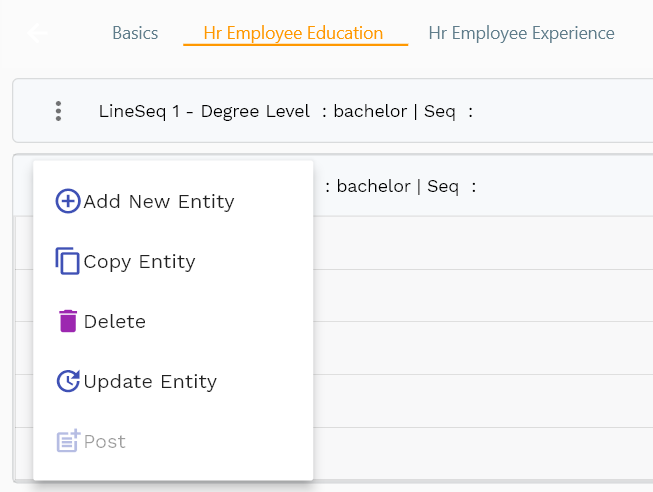 Basics Hr Employee Education Hr Employee Experience
LineSeq 1 - Degree Level : bachelor | Seq :
: bachelor | Seq :
Add New Entity
Copy Entity
Delete
Update Entity
Post